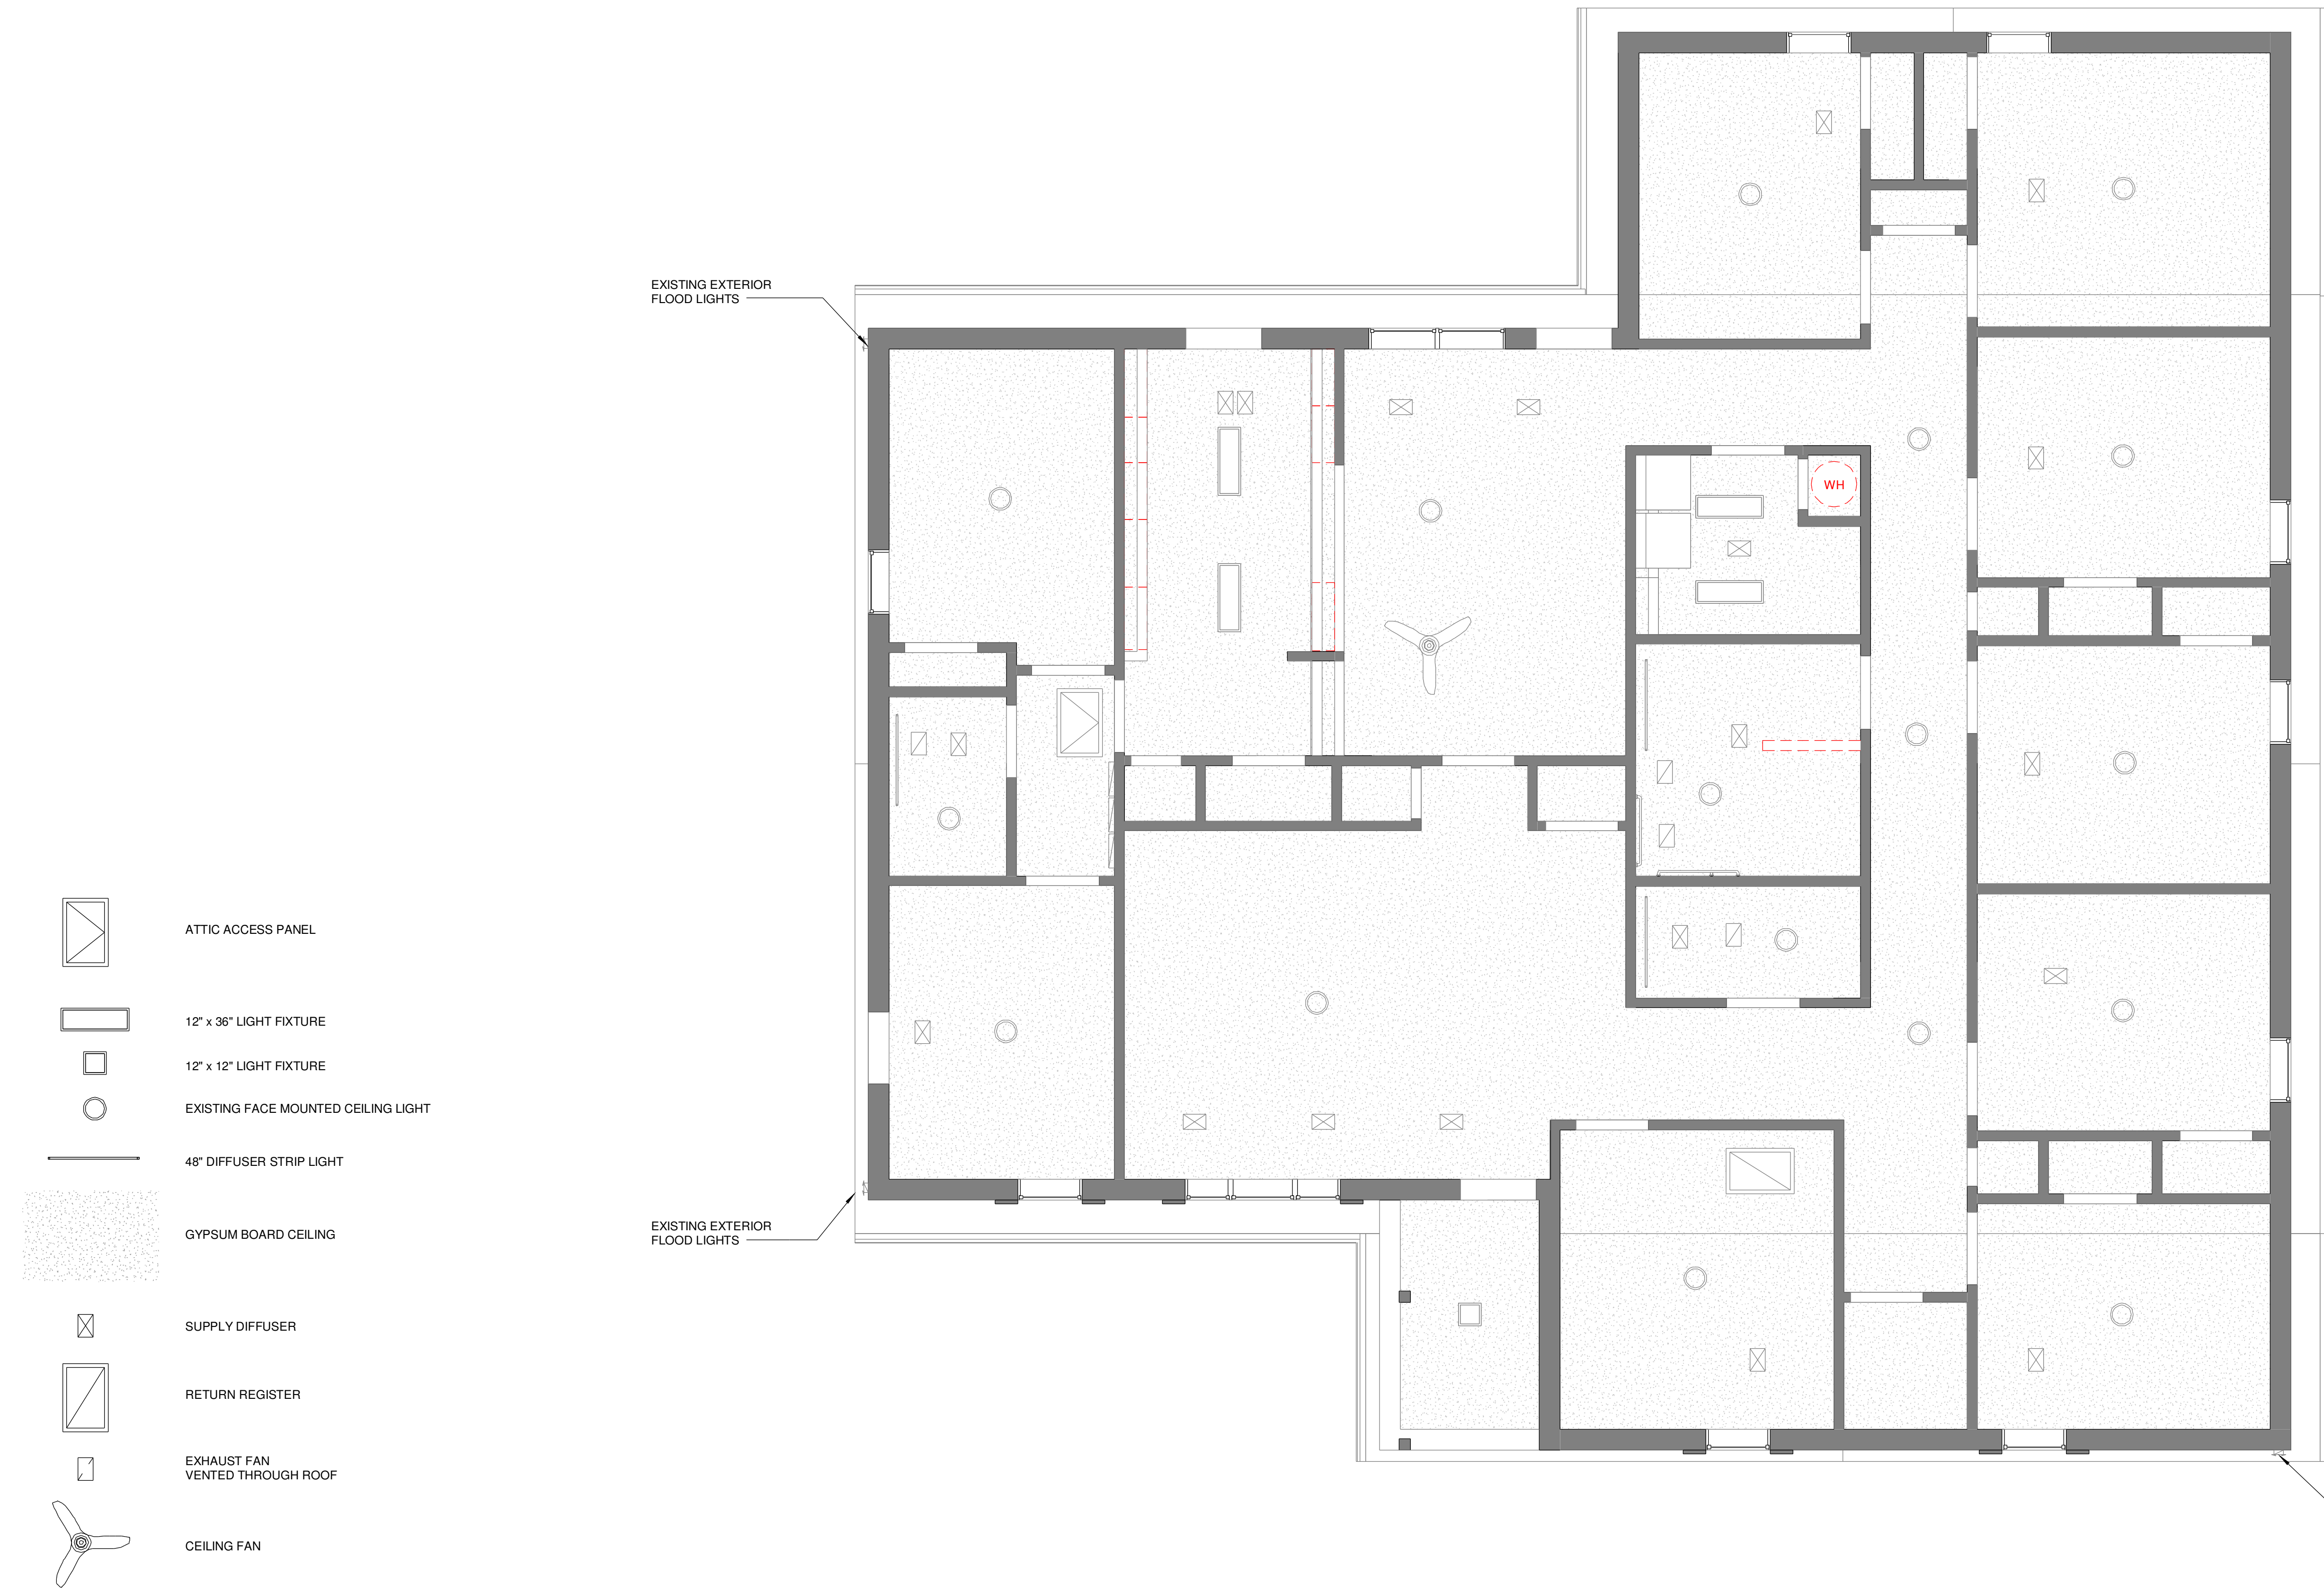 EXISTING EXTERIOR
FLOOD LIGHTS
WH
ATTIC ACCESS PANEL
12" x 36" LIGHT FIXTURE
12" x 12" LIGHT FIXTURE
EXISTING FACE MOUNTED CEILING LIGHT
48" DIFFUSER STRIP LIGHT
EXISTING EXTERIOR
FLOOD LIGHTS
GYPSUM BOARD CEILING
SUPPLY DIFFUSER
RETURN REGISTER
EXHAUST FAN
VENTED THROUGH ROOF
CEILING FAN